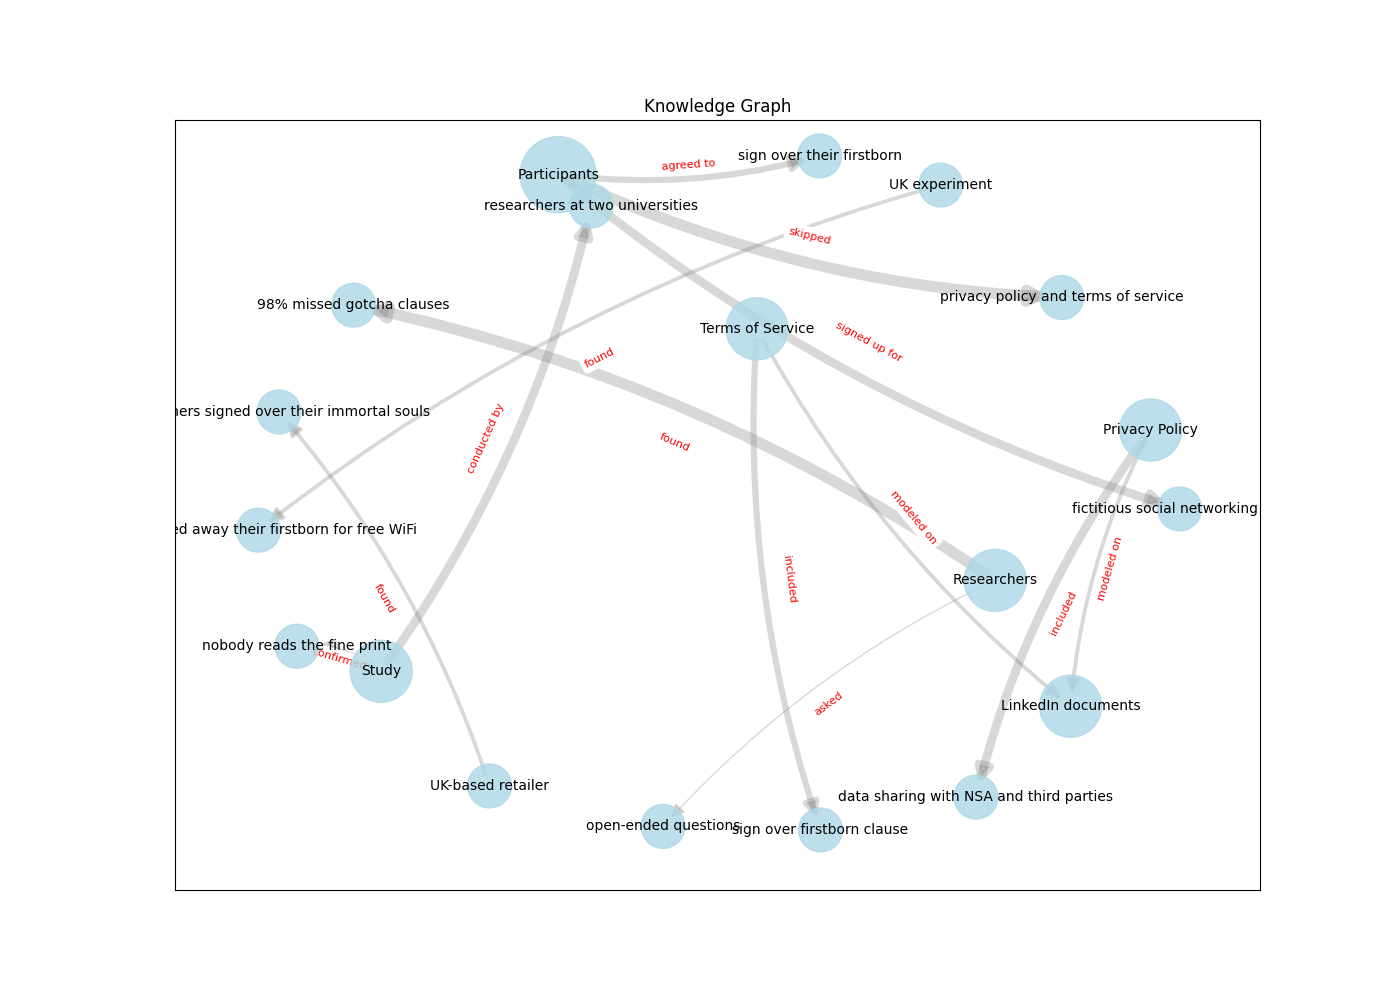 Knowledge Graph
sign over their firstborn
agreed to
Participants
UK experiment
researchers at two universities
skipped
privacy policy and terms of service
98% missed gotcha clauses
Terms of Service
signed up for
found
ners signed over their immortal souls
Privacy Policy
conducted by
found
fictitious social networking
modeled on
ed away their firstborn for free WiFi
modeled on
included
Researchers
found
included
nobody reads the fine print
confirmed
Study
asked
LinkedIn documents
UK-based retailer
data sharing with NSA and third parties
open-ended questions
sign over firstborn clause